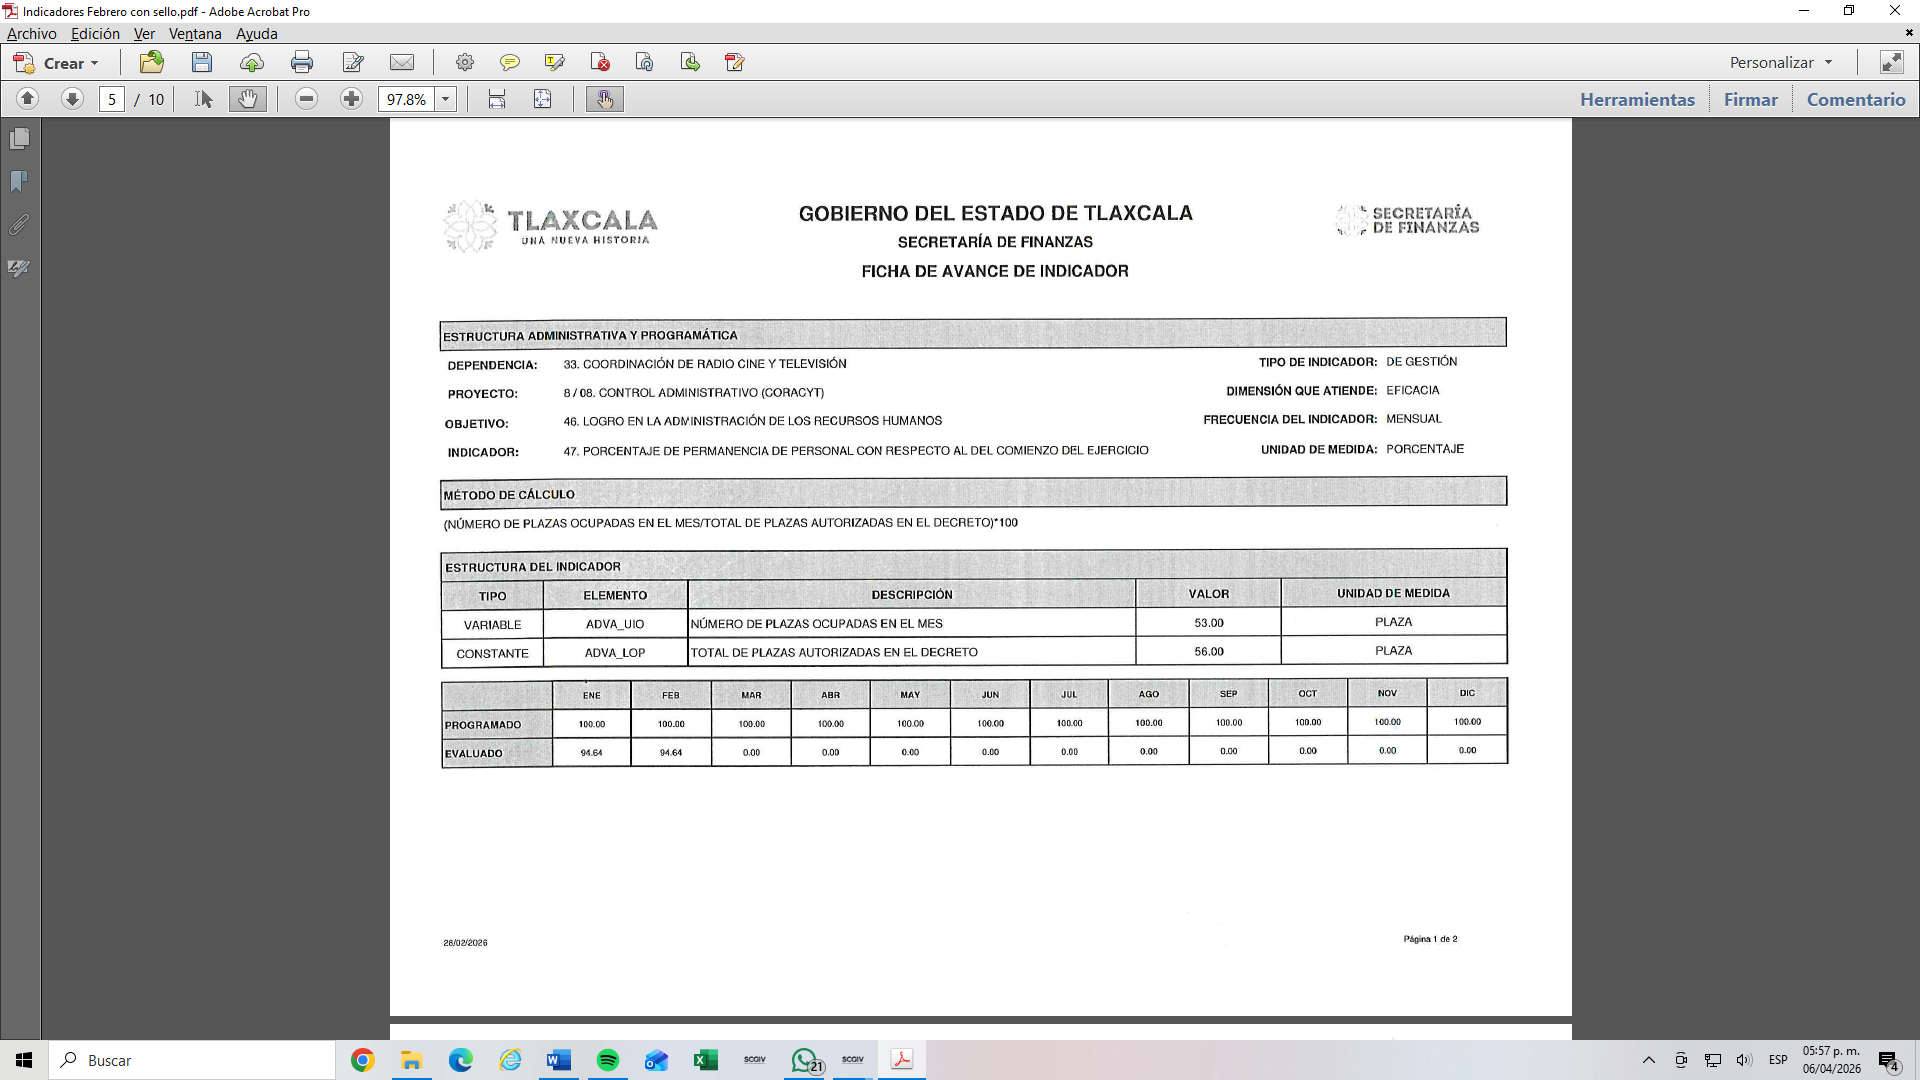 Indicadores Febrero con sello.pdf - Adobe Acrobat Pro
Archivo Edición Ver Ventana Ayuda
Crear Personalizar
5 / 10 97.8% Herramientas Firmar Comentario
TLAXCALA
UNA NUEVA HISTORIA
GOBIERNO DEL ESTADO DE TLAXCALA
SECRETARÍA DE FINANZAS
FICHA DE AVANCE DE INDICADOR
SECRETARÍA
DE FINANZAS
ESTRUCTURA ADMINISTRATIVA Y PROGRAMÁTICA
DEPENDENCIA: 33. COORDINACIÓN DE RADIO CINE Y TELEVISIÓN TIPO DE INDICADOR: DE GESTIÓN
PROYECTO: 8 / 08. CONTROL ADMINISTRATIVO (CORACYT) DIMENSIÓN QUE ATIENDE: EFICACIA
OBJETIVO: 46. LOGRO EN LA ADMINISTRACIÓN DE LOS RECURSOS HUMANOS FRECUENCIA DEL INDICADOR: MENSUAL
INDICADOR: 47. PORCENTAJE DE PERMANENCIA DE PERSONAL CON RESPECTO AL DEL COMIENZO DEL EJERCICIO UNIDAD DE MEDIDA: PORCENTAJE
MÉTODO DE CÁLCULO
(NÚMERO DE PLAZAS OCUPADAS EN EL MES/TOTAL DE PLAZAS AUTORIZADAS EN EL DECRETO)*100
ESTRUCTURA DEL INDICADOR
TIPO ELEMENTO DESCRIPCIÓN VALOR UNIDAD DE MEDIDA
VARIABLE ADVA_UIO NÚMERO DE PLAZAS OCUPADAS EN EL MES 53.00 PLAZA
CONSTANTE ADVA_LOP TOTAL DE PLAZAS AUTORIZADAS EN EL DECRETO 56.00 PLAZA
ENE FEB MAR ABR MAY JUN JUL AGO SEP OCT NOV DIC
PROGRAMADO 100.00 100.00 100.00 100.00 100.00 100.00 100.00 100.00 100.00 100.00 100.00 100.00
EVALUADO 94.64 94.64 0.00 0.00 0.00 0.00 0.00 0.00 0.00 0.00 0.00 0.00
28/02/2026 Página 1 de 2
Buscar SCGIV 21 SCGIV ESP 05:57 p. m.
06/04/2026 4